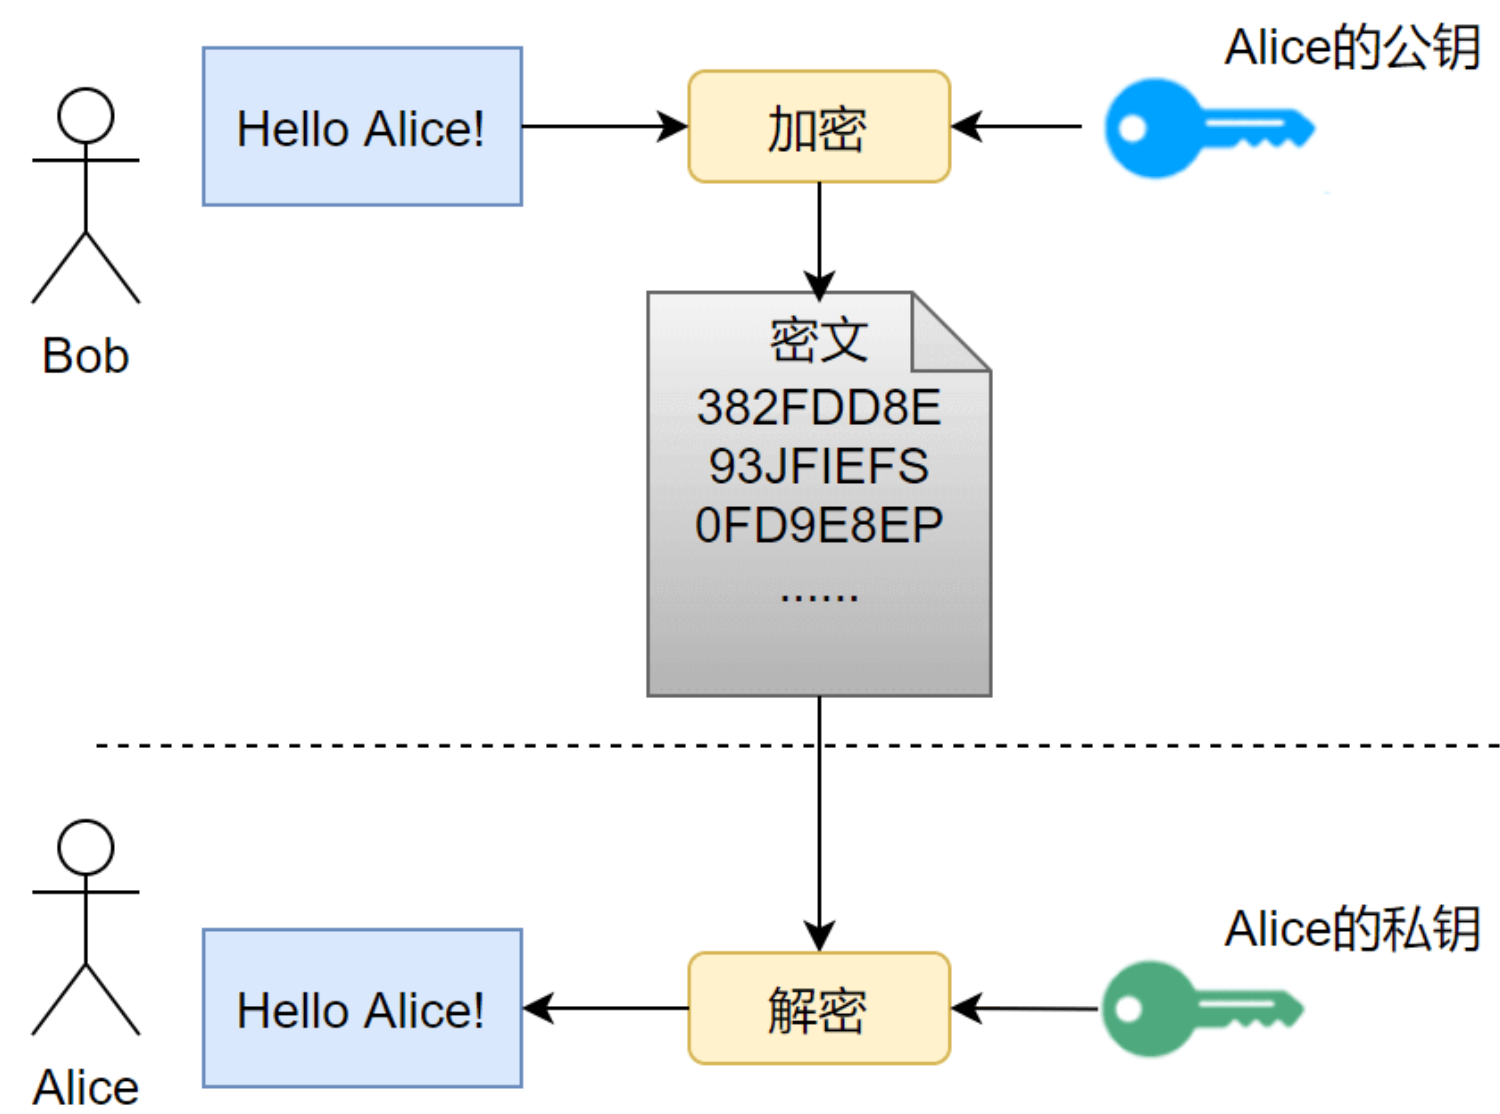 Alice的公钥
Hello Alice!
加密
Bob
密文
382FDD8E
93JFIEFS
0FD9E8EP
......
Alice的私钥
Hello Alice!
解密
Alice